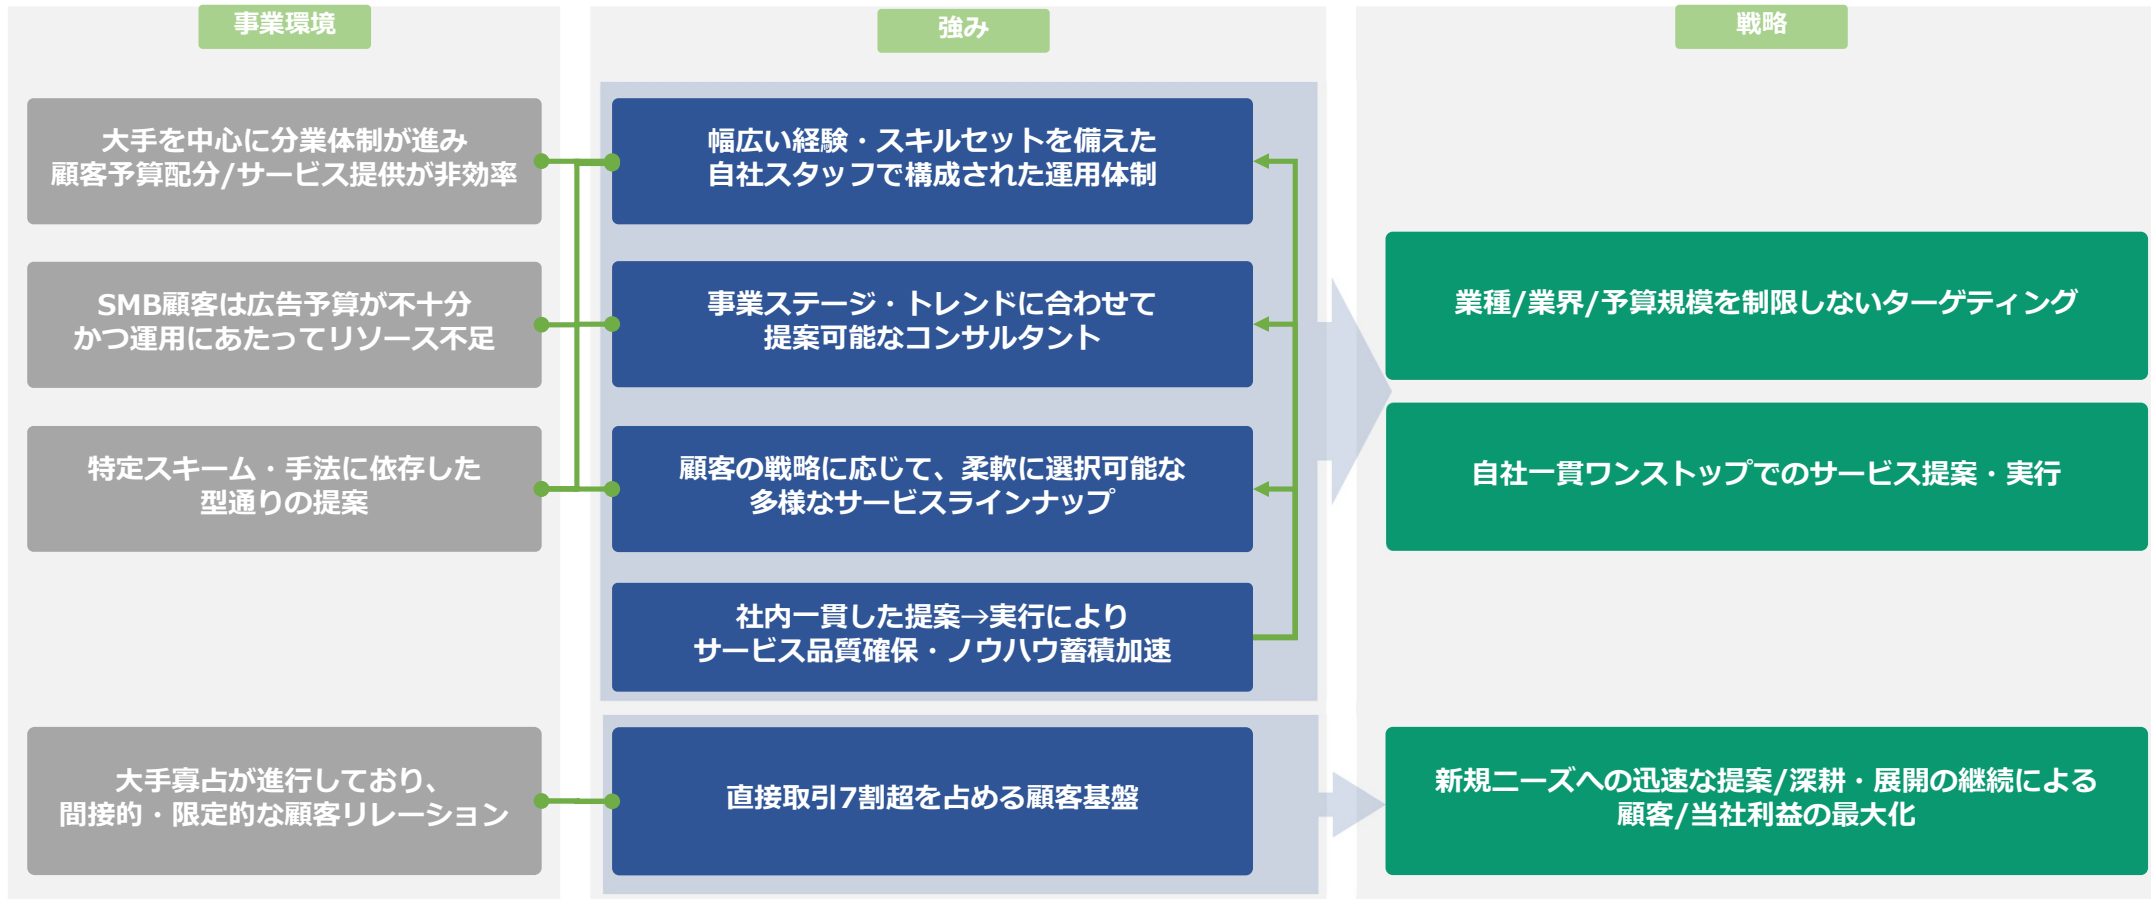 事業環境
大手を中心に分業体制が進み
顧客予算配分/サービス提供が非効率
SMB顧客は広告予算が不十分
かつ運用にあたってリソース不足
特定スキーム・手法に依存した
型通りの提案
大手寡占が進行しており、
間接的・限定的な顧客リレーション
強み
幅広い経験・スキルセットを備えた
自社スタッフで構成された運用体制
事業ステージ・トレンドに合わせて
提案可能なコンサルタント
顧客の戦略に応じて、柔軟に選択可能な
多様なサービスラインナップ
社内一貫した提案→実行により
サービス品質確保・ノウハウ蓄積加速
直接取引7割超を占める顧客基盤
戦略
業種/業界/予算規模を制限しないターゲティング
自社一貫ワンストップでのサービス提案・実行
新規ニーズへの迅速な提案/深耕・展開の継続による
顧客/当社利益の最大化